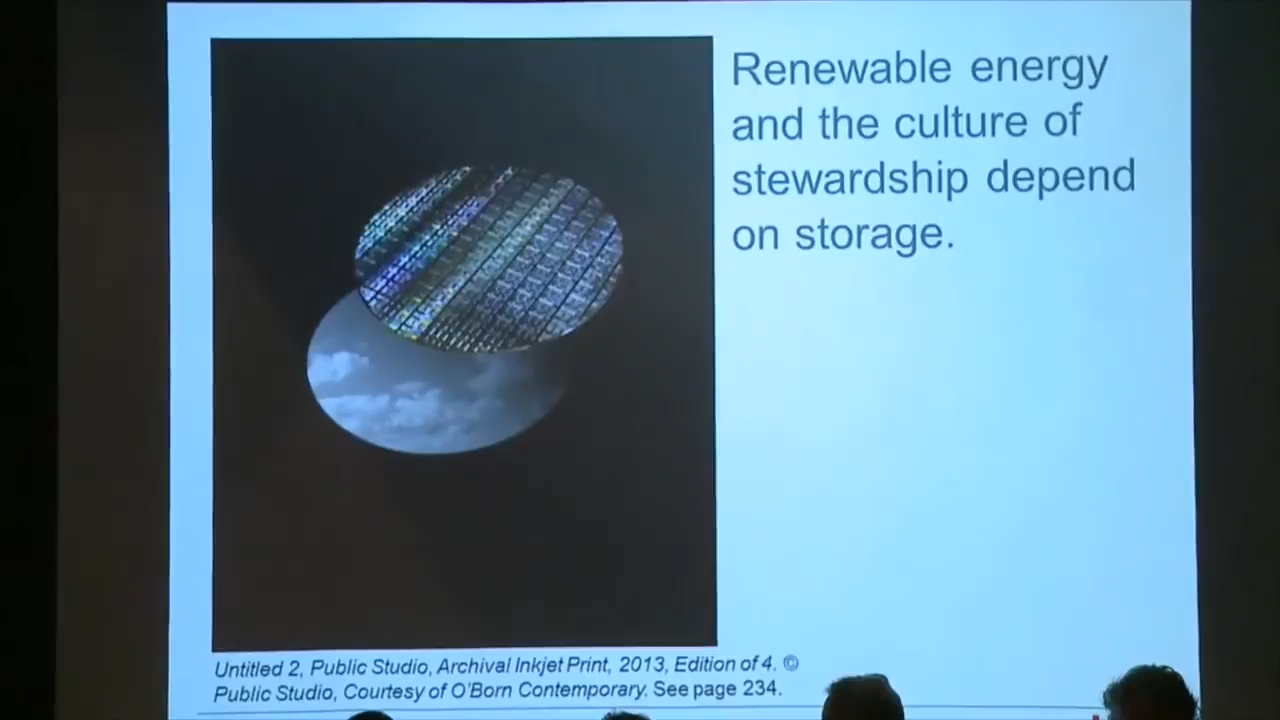 Renewable energy
and the culture of
stewardship depend
on storage.
Untitled 2, Public Studio, Archival Inkjet Print, 2013, Edition of 4. ©
Public Studio, Courtesy of O'Born Contemporary. See page 234.